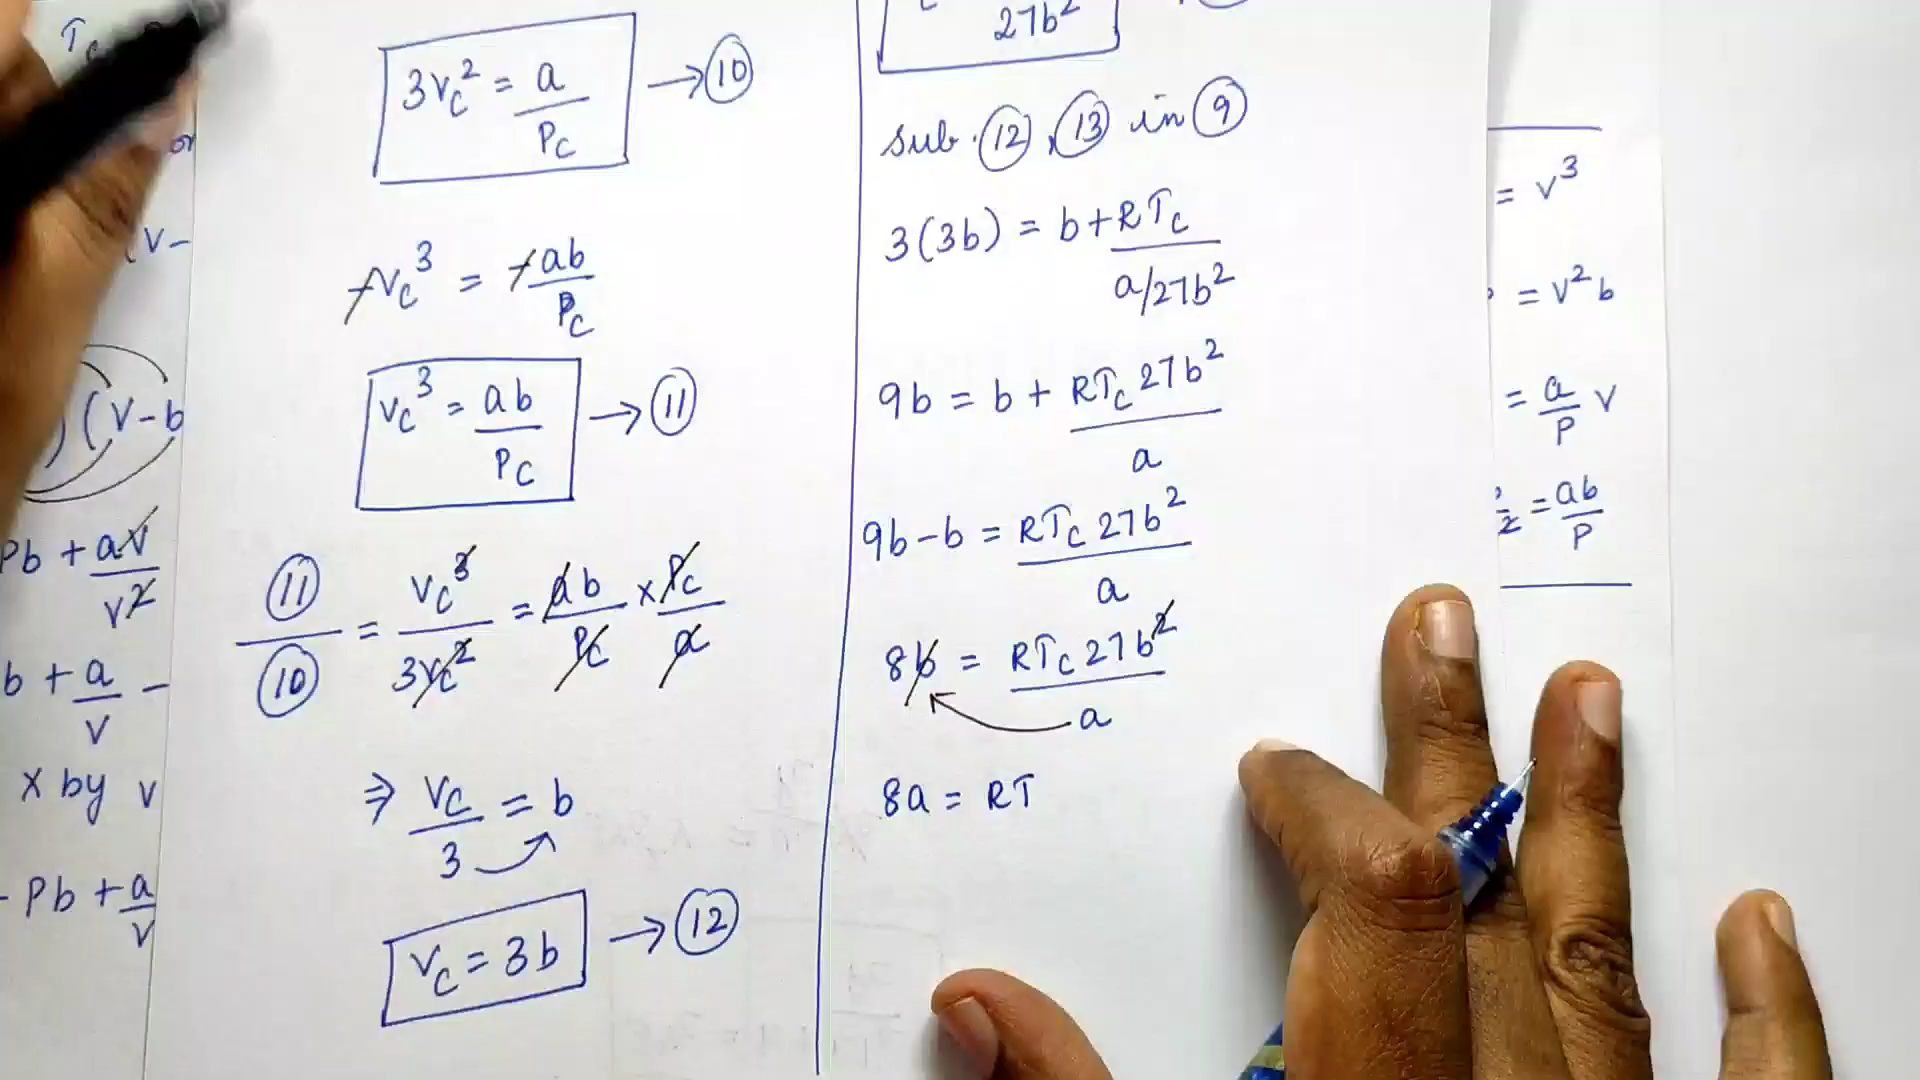 Tc
(V-
)(V-b
Pb + av/v²
b + a/v -
x by v
- Pb + a/v
3Vc² = a/Pc → (10)
-Vc³ = -ab/Pc
Vc³ = ab/Pc → (11)
(11)/(10) = Vc³/3Vc² = ab/Pc x Pc/a
⇒ Vc/3 = b
Vc = 3b → (12)
27b²
sub. (12), (13) in (9)
3(3b) = b + RTc/a/27b²
9b = b + RTc 27b²/a
9b - b = RTc 27b²/a
8b = RTc 27b²/a
8a = RT
= V³
= V²b
= a/P V
= ab/P